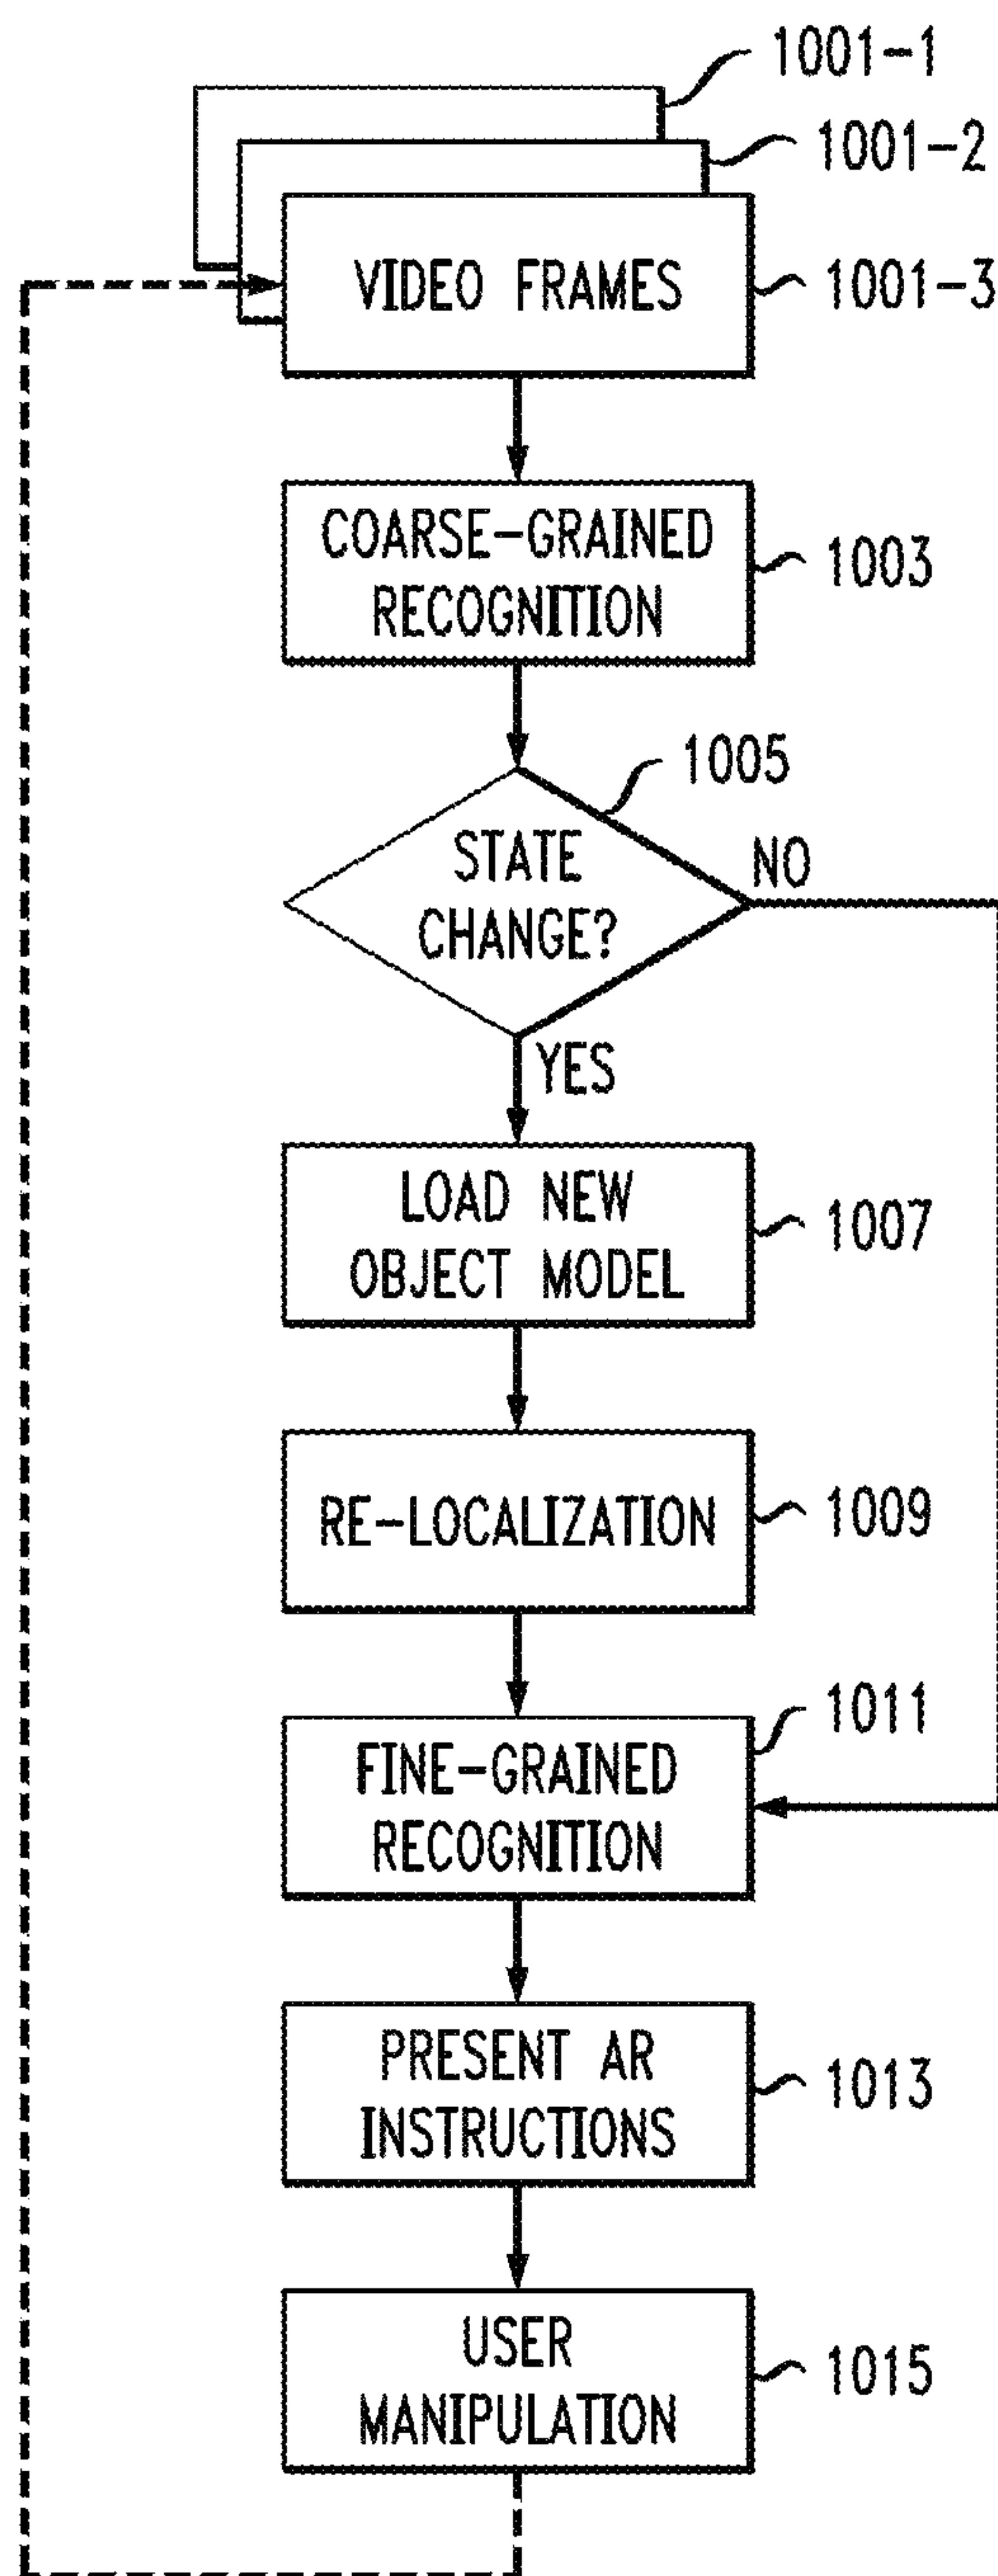 1001-1
1001-2
VIDEO FRAMES
1001-3
COARSE-GRAINED
RECOGNITION
1003
1005
STATE
CHANGE?
NO
YES
LOAD NEW
OBJECT MODEL
1007
RE-LOCALIZATION
1009
1011
FINE-GRAINED
RECOGNITION
PRESENT AR
INSTRUCTIONS
1013
USER
MANIPULATION
1015